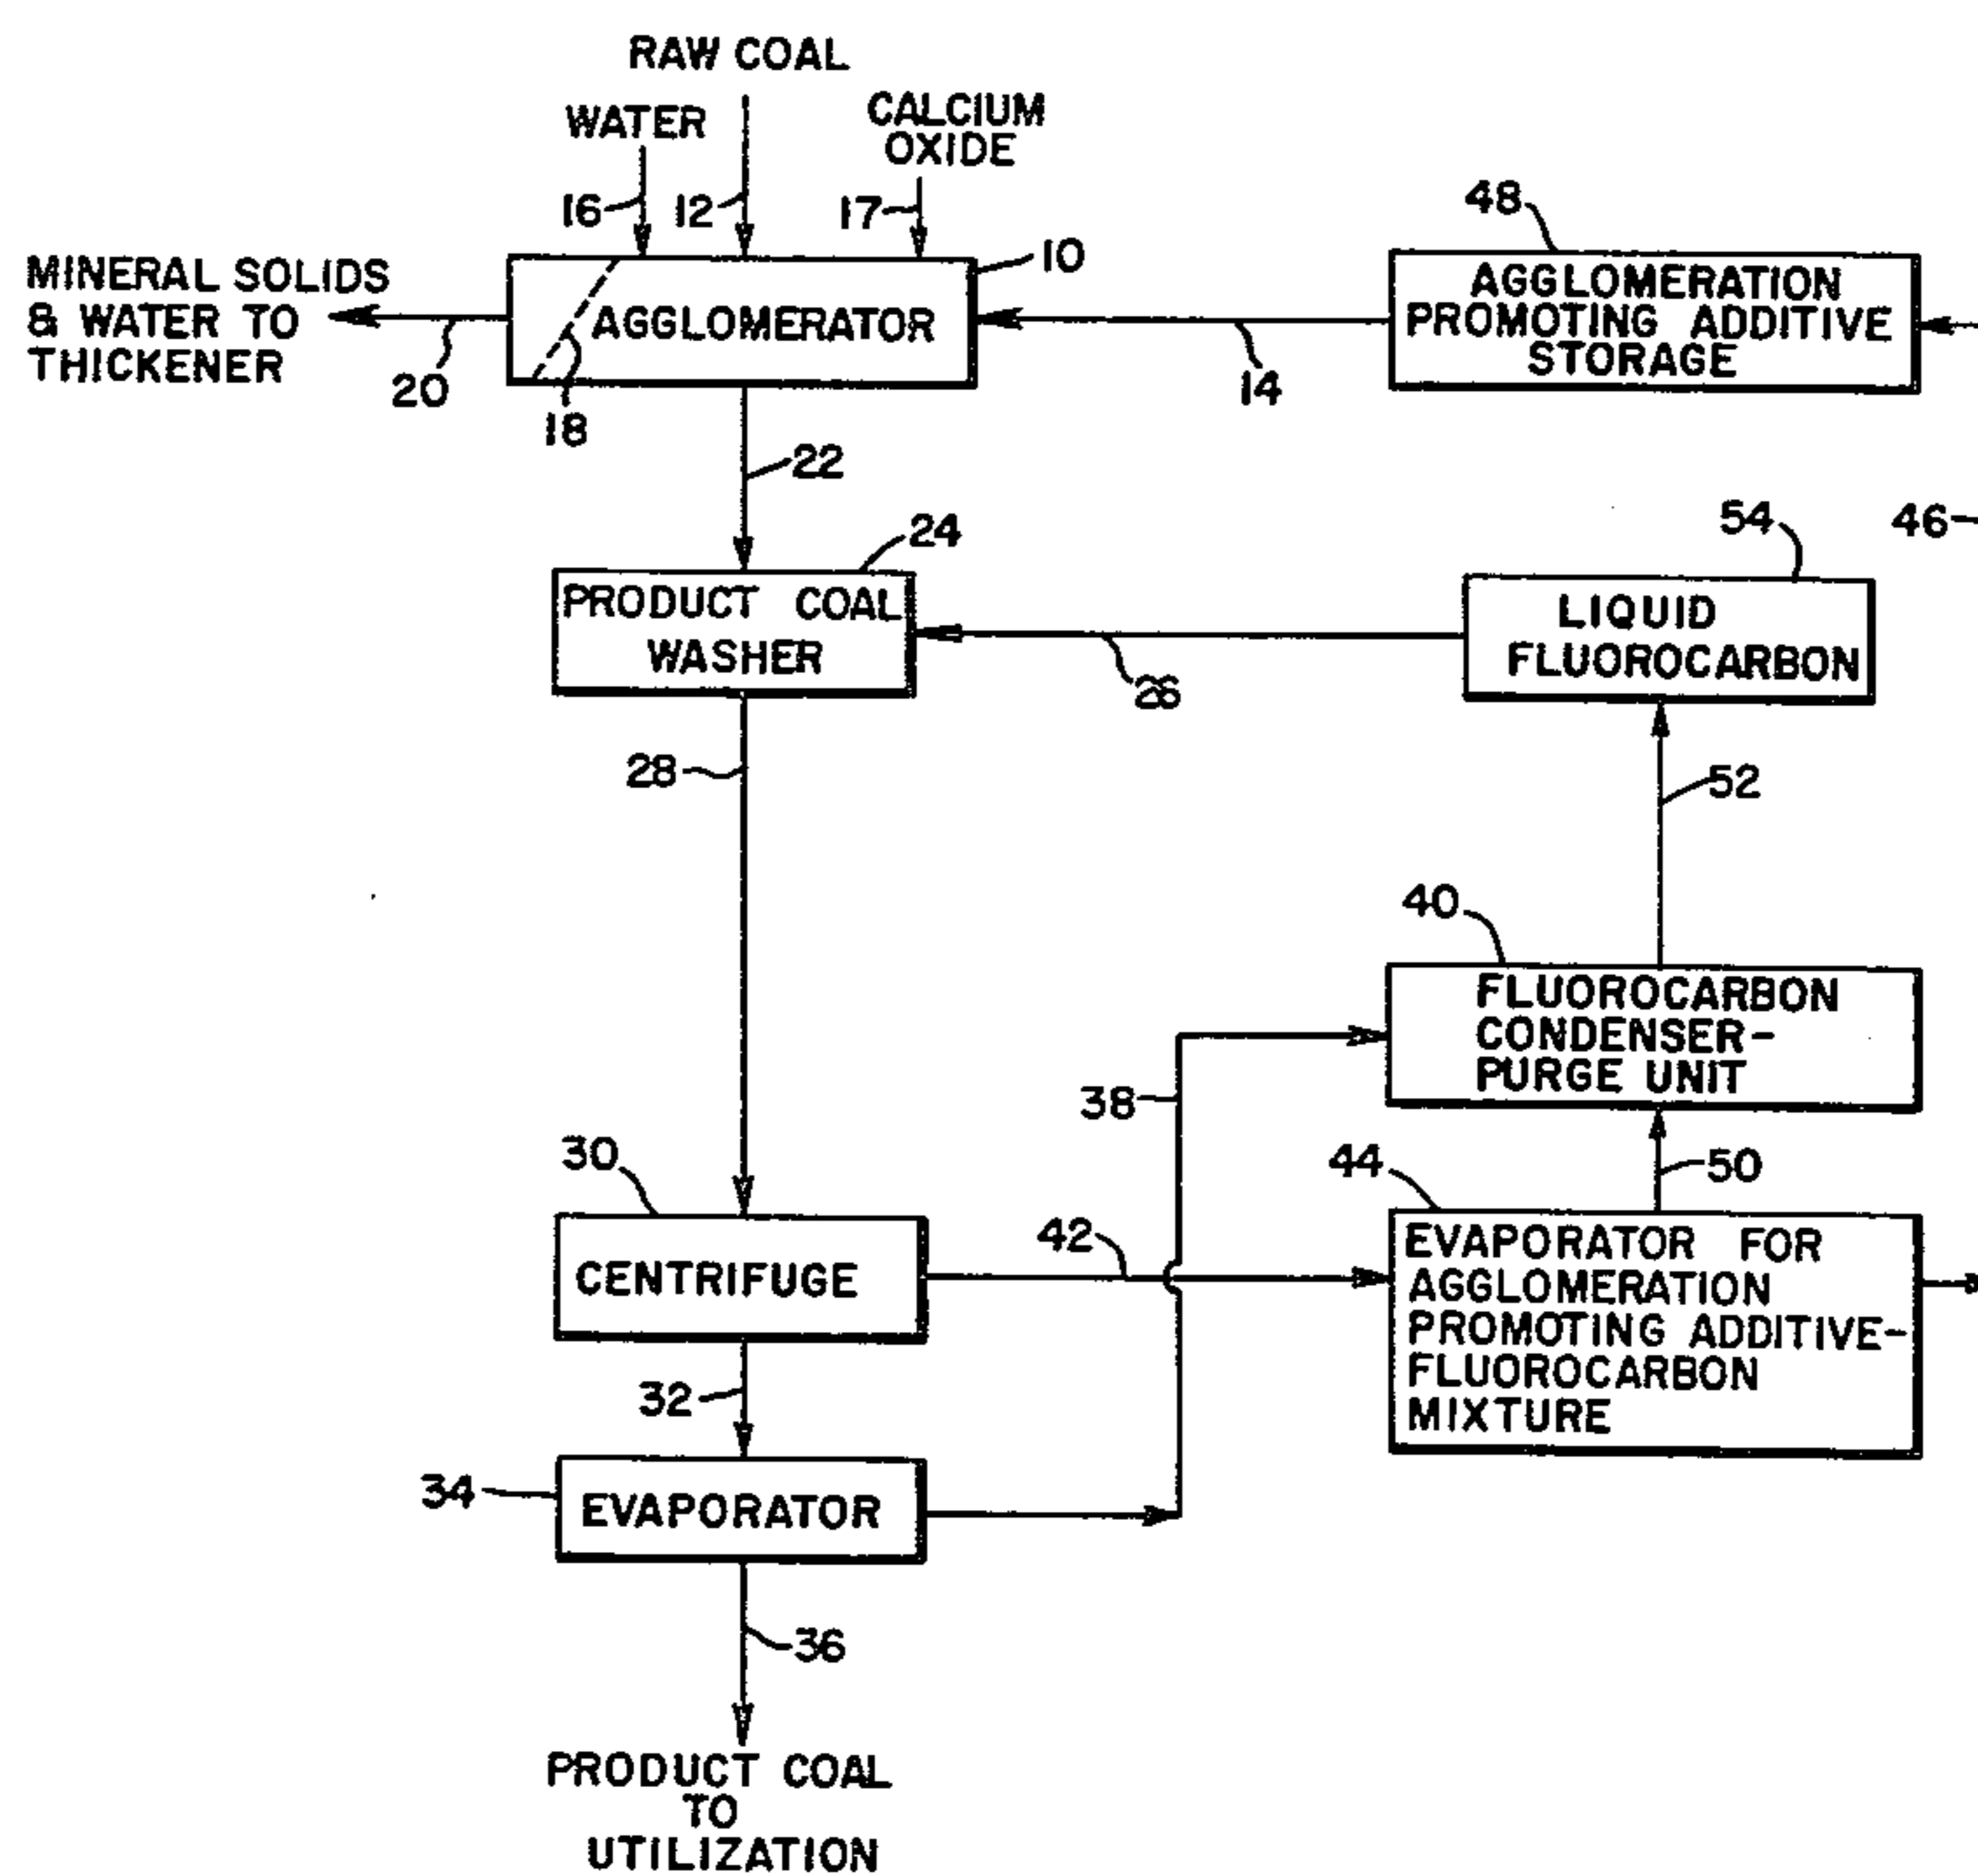 RAW COAL
WATER
CALCIUM
OXIDE
16
12
17
10
48
MINERAL SOLIDS
& WATER TO
THICKENER
20
18
AGGLOMERATOR
14
AGGLOMERATION
PROMOTING ADDITIVE
STORAGE
22
24
54
46
PRODUCT COAL
WASHER
26
LIQUID
FLUOROCARBON
28
52
40
FLUOROCARBON
CONDENSER-
PURGE UNIT
38
30
42
44
50
CENTRIFUGE
EVAPORATOR FOR
AGGLOMERATION
PROMOTING ADDITIVE-
FLUOROCARBON
MIXTURE
32
34
EVAPORATOR
36
PRODUCT COAL
TO
UTILIZATION